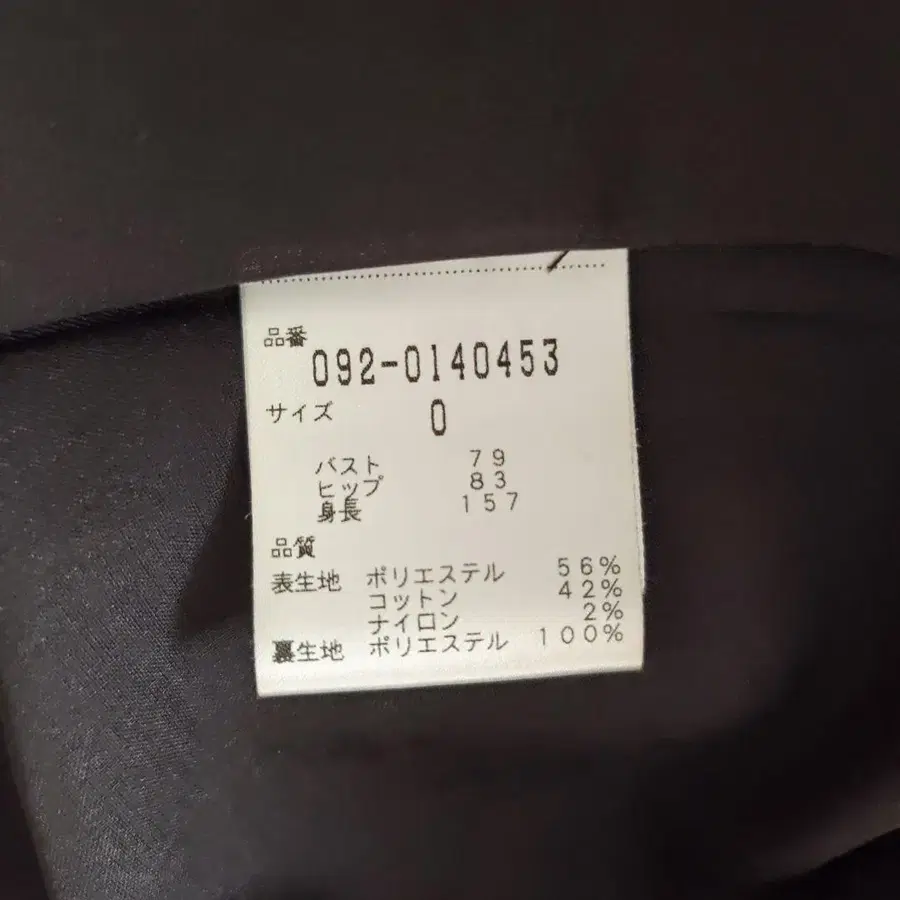 品番
092-0140453
サイズ 0
バスト 79
ヒップ 83
身長 157
品質
表生地 ポリエステル 56%
コットン 42%
ナイロン 2%
裏生地 ポリエステル 100%